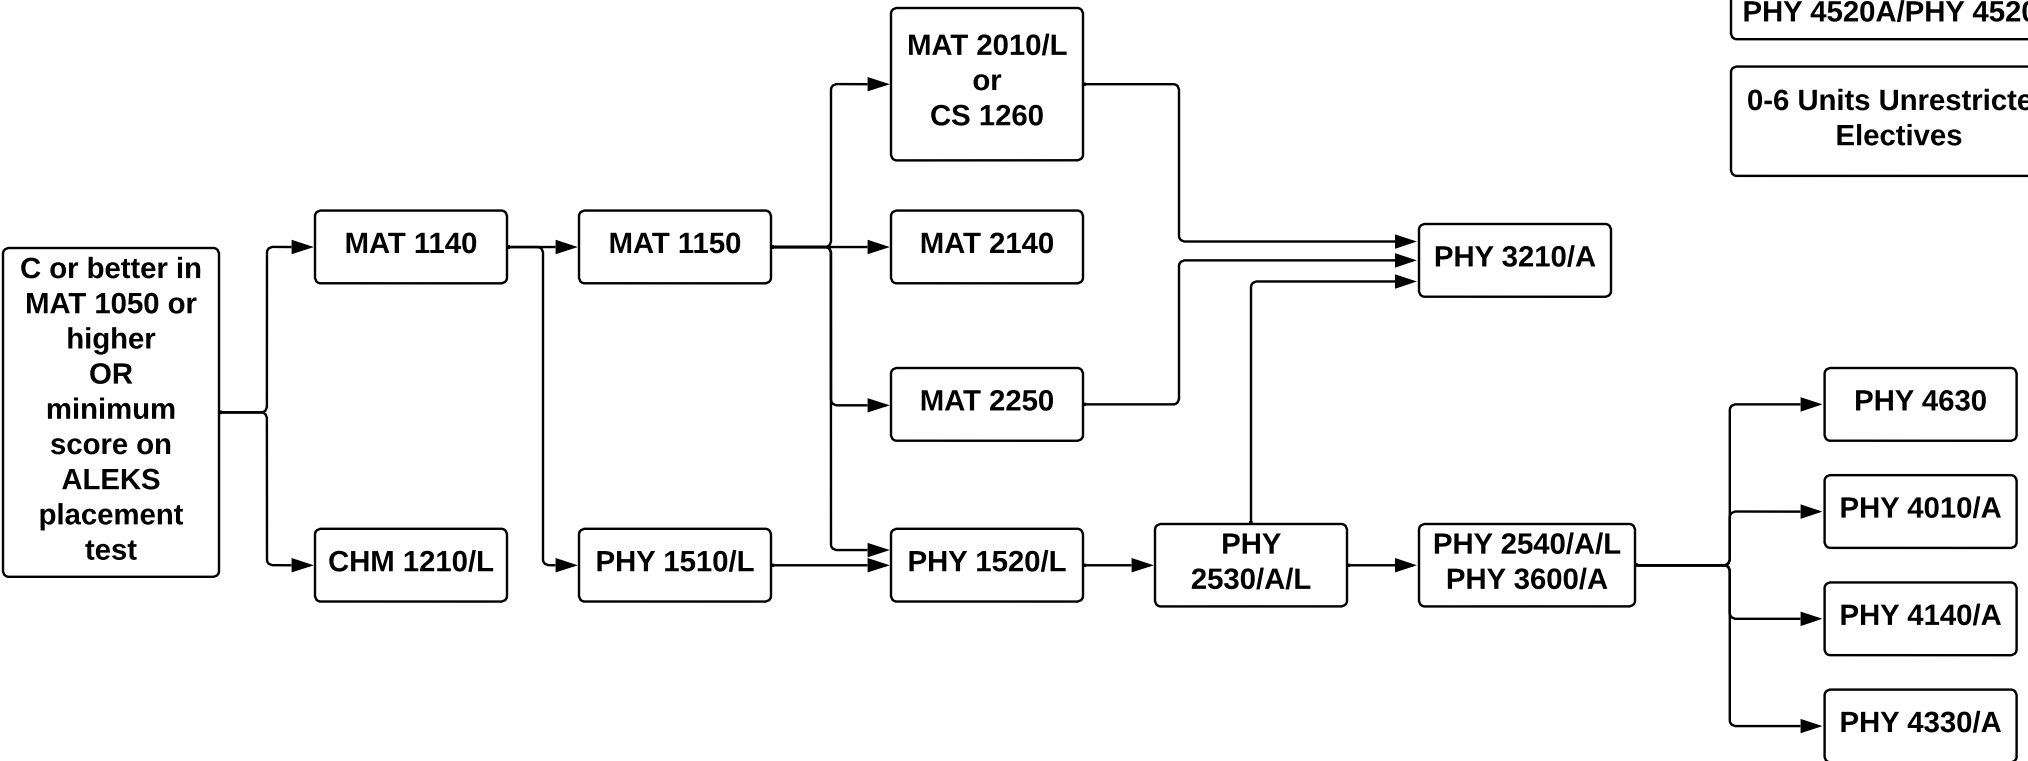 PHY 4520A/PHY
0-6 Units
Electives
MAT 2010/L
or
CS 1260
MAT 1140
MAT 1150
MAT 2140
PHY 3210/A
C or better in
MAT 1050 or
higher
OR
minimum
score on
ALEKS
placement
test
MAT 2250
CHM 1210/L
PHY 1510/L
PHY 1520/L
PHY
2530/A/L
PHY 2540/A/L
PHY 3600/A
PHY 4630
PHY 4010/A
PHY 4140/A
PHY 4330/A